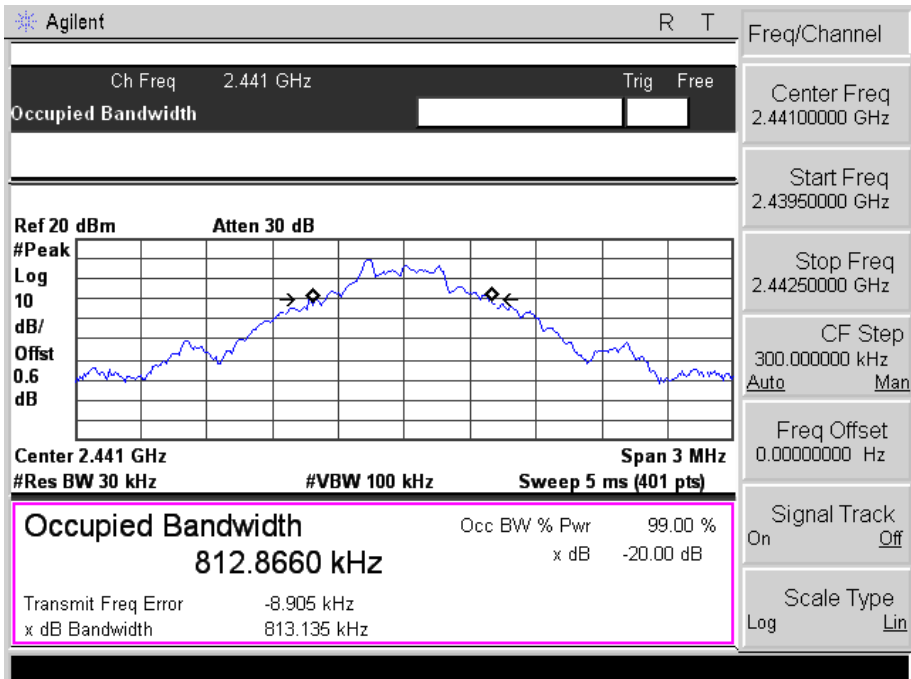 Agilent R T
Ch Freq 2.441 GHz Trig Free
Occupied Bandwidth
Ref 20 dBm Atten 30 dB
#Peak
Log
10
dB/
Offst
0.6
dB
Center 2.441 GHz Span 3 MHz
#Res BW 30 kHz #VBW 100 kHz Sweep 5 ms (401 pts)
Occupied Bandwidth Occ BW % Pwr 99.00 %
812.8660 kHz x dB -20.00 dB
Transmit Freq Error -8.905 kHz
x dB Bandwidth 813.135 kHz
Freq/Channel
Center Freq
2.44100000 GHz
Start Freq
2.43950000 GHz
Stop Freq
2.44250000 GHz
CF Step
300.000000 kHz
Auto Man
Freq Offset
0.00000000 Hz
Signal Track
On Off
Scale Type
Log Lin